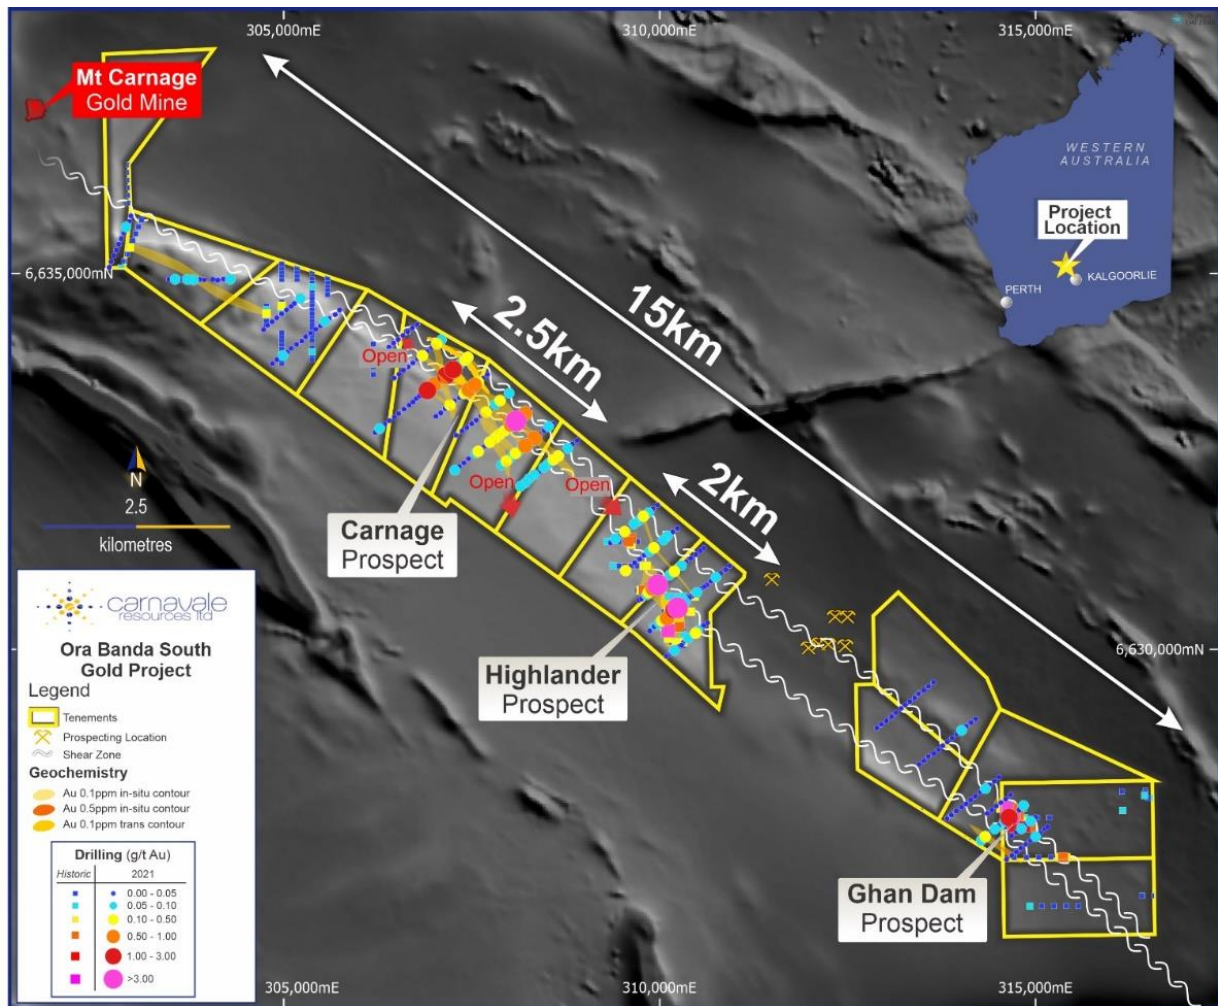 305,000mE
310,000mE
315,000mE
Mt Carnage
Gold Mine
WESTERN
AUSTRALIA
Project
Location
KALGOORLIE
PERTH
6,635,000mN
15km
2.5km
Open
2km
Open
Open
N
2.5
kilometres
Carnage
Prospect
Highlander
Prospect
6,630,000mN
Ghan Dam
Prospect
carnavale
resources ltd
Ora Banda South
Gold Project
Legend
Tenements
Prospecting Location
Shear Zone
Geochemistry
Au 0.1ppm in-situ contour
Au 0.5ppm in-situ contour
Au 0.1ppm trans contour
Drilling (g/t Au)
Historic 2021
0.00 - 0.05
0.05 - 0.10
0.10 - 0.50
0.50 - 1.00
1.00 - 3.00
>3.00
305,000mE
310,000mE
315,000mE